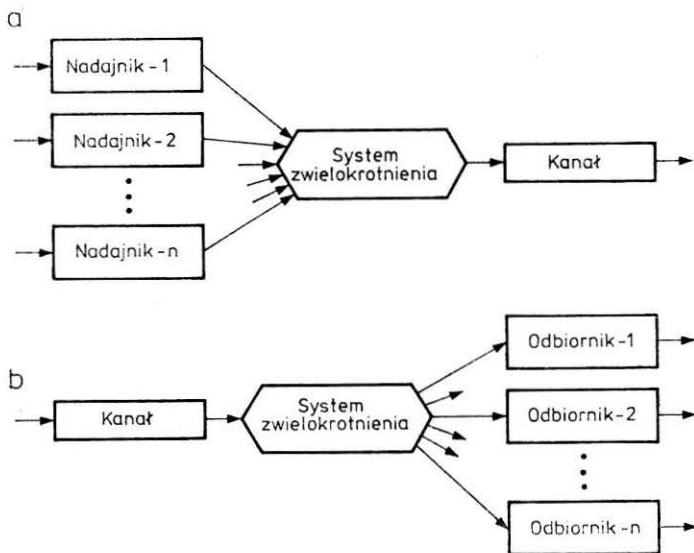 a
Nadajnik-1
Nadajnik-2
Nadajnik-n
System
zwielokrotnienia
Kanał
b
Kanał
System
zwielokrotnienia
Odbiornik-1
Odbiornik-2
Odbiornik-n